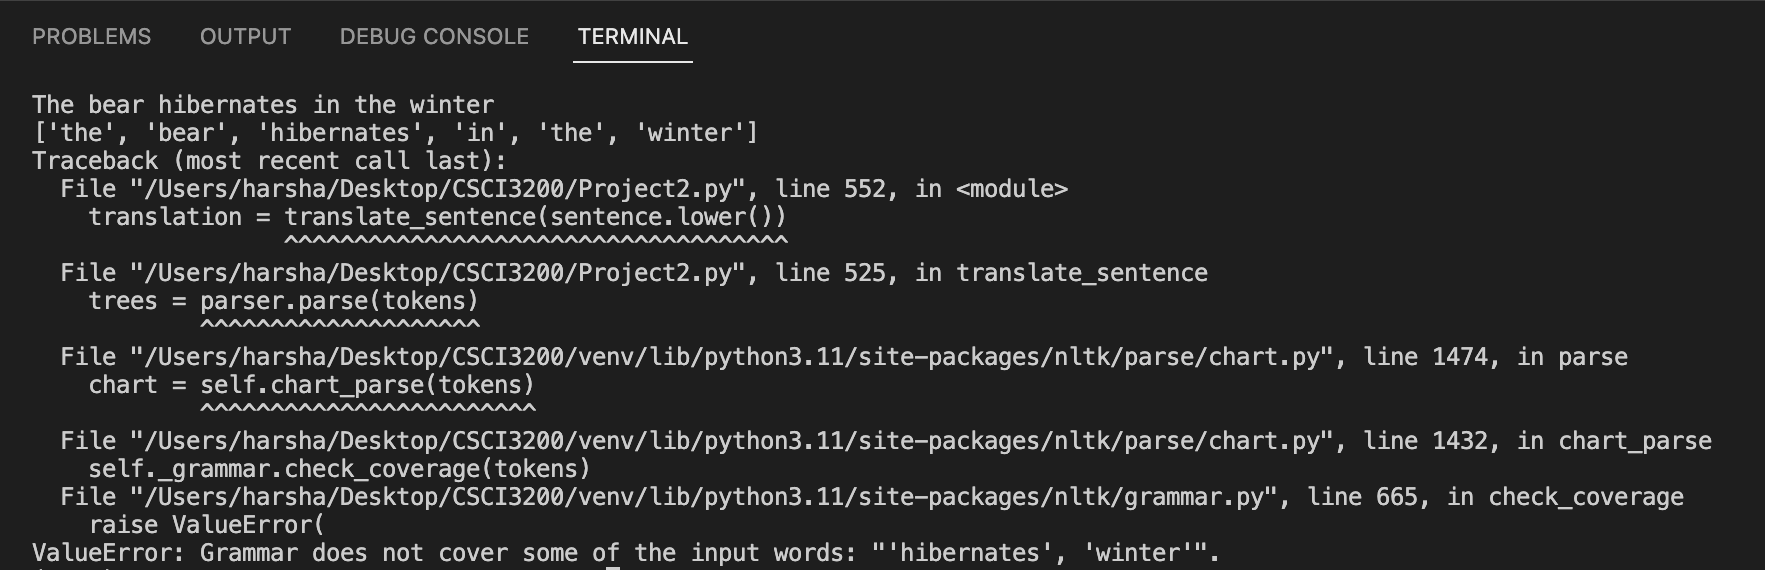 PROBLEMS OUTPUT DEBUG CONSOLE TERMINAL
The bear hibernates in the winter
['the', 'bear', 'hibernates', 'in', 'the', 'winter']
Traceback (most recent call last):
  File "/Users/harsha/Desktop/CSCI3200/Project2.py", line 552, in <module>
    translation = translate_sentence(sentence.lower())
                  ^^^^^^^^^^^^^^^^^^^^^^^^^^^^^^^^^^^^
  File "/Users/harsha/Desktop/CSCI3200/Project2.py", line 525, in translate_sentence
    trees = parser.parse(tokens)
            ^^^^^^^^^^^^^^^^^^^^
  File "/Users/harsha/Desktop/CSCI3200/venv/lib/python3.11/site-packages/nltk/parse/chart.py", line 1474, in parse
    chart = self.chart_parse(tokens)
            ^^^^^^^^^^^^^^^^^^^^^^^^
  File "/Users/harsha/Desktop/CSCI3200/venv/lib/python3.11/site-packages/nltk/parse/chart.py", line 1432, in chart_parse
    self._grammar.check_coverage(tokens)
  File "/Users/harsha/Desktop/CSCI3200/venv/lib/python3.11/site-packages/nltk/grammar.py", line 665, in check_coverage
    raise ValueError(
ValueError: Grammar does not cover some of the input words: "'hibernates', 'winter'".